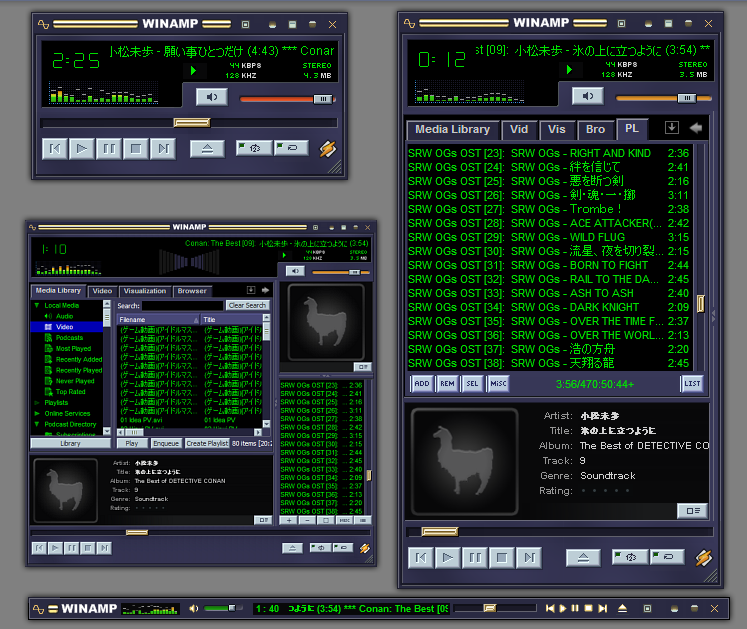 WINAMP
2:25
小松未歩 - 願い事ひとつだけ (4:43) *** Conar
44 KBPS
STEREO
128 KHZ
4.3 MB
WINAMP
0:12
st [09]: 小松未歩 - 氷の上に立つように (3:54) **
44 KBPS
STEREO
128 KHZ
3.5 MB
Media Library
Vid
Vis
Bro
PL
SRW OGs OST [23]: SRW OGs - RIGHT AND KIND 2:36
SRW OGs OST [24]: SRW OGs - 絆を信じて 2:41
SRW OGs OST [25]: SRW OGs - 悪を断つ剣 2:16
SRW OGs OST [26]: SRW OGs - 剣・魂・一・擲 3:11
SRW OGs OST [27]: SRW OGs - Trombe！ 2:38
SRW OGs OST [28]: SRW OGs - ACE ATTACKER(... 2:42
SRW OGs OST [29]: SRW OGs - WILD FLUG 3:15
SRW OGs OST [30]: SRW OGs - 流星、夜を切り裂... 2:15
SRW OGs OST [31]: SRW OGs - BORN TO FIGHT 2:44
SRW OGs OST [32]: SRW OGs - RAIL TO THE DA... 2:45
SRW OGs OST [33]: SRW OGs - ASH TO ASH 2:40
SRW OGs OST [34]: SRW OGs - DARK KNIGHT 2:09
SRW OGs OST [35]: SRW OGs - OVER THE TIME F... 2:37
SRW OGs OST [36]: SRW OGs - OVER THE WORL... 2:13
SRW OGs OST [37]: SRW OGs - 浩の方舟 2:20
SRW OGs OST [38]: SRW OGs - 天翔る龍 2:45
ADD
REM
SEL
MISC
3:56/470:50:44+
LIST
Artist: 小松未歩
Title: 氷の上に立つように
Album: The Best of DETECTIVE CO
Track: 9
Genre: Soundtrack
Rating:
WINAMP
1:10
Conan: The Best [09]: 小松未歩 - 氷の上に立つように (3:54)
44 KBPS
STEREO
128 KHZ
3.5 MB
Media Library
Video
Visualization
Browser
Local Media
Audio
Video
Podcasts
Most Played
Recently Added
Recently Played
Never Played
Top Rated
Playlists
Online Services
Podcast Directory
Subscriptions
Library
Search:
Clear Search
Filename
Title
(ゲーム動画)(アイドルマス...
(ゲーム動画)(アイドル
(ゲーム動画)(アイドルマス...
(ゲーム動画)(アイドル
(ゲーム動画)(アイドルマス...
(ゲーム動画)(アイドル
(ゲーム動画)(アイドルマス...
(ゲーム動画)(アイドル
(ゲーム動画)(アイドルマス...
(ゲーム動画)(アイドル
(ゲーム動画)(アイドルマス...
(ゲーム動画)(アイドル
(ゲーム動画)(アイドルマス...
(ゲーム動画)(アイドル
(ゲーム動画)(アイドルマス...
(ゲーム動画)(アイドル
01 Idea PV.avi
01 Idea PV
Play
Enqueue
Create Playlist
80 items [20:2
SRW OGs OST [23] ... 2:36
SRW OGs OST [24] ... 2:41
SRW OGs OST [25] ... 2:16
SRW OGs OST [26] ... 3:11
SRW OGs OST [27] ... 2:38
SRW OGs OST [28] ... 2:42
SRW OGs OST [29] ... 3:15
SRW OGs OST [30] ... 2:15
SRW OGs OST [31] ... 2:44
SRW OGs OST [32] ... 2:45
SRW OGs OST [33] ... 2:40
SRW OGs OST [34] ... 2:09
SRW OGs OST [35] ... 2:37
SRW OGs OST [36] ... 2:13
SRW OGs OST [37] ... 2:20
SRW OGs OST [38] ... 2:45
MISC
Artist: 小松未歩
Title: 氷の上に立つように
Album: The Best of DETECTIVE CONAN
Track: 9
Genre: Soundtrack
Rating:
WINAMP
1:40
つように (3:54) *** Conan: The Best [09